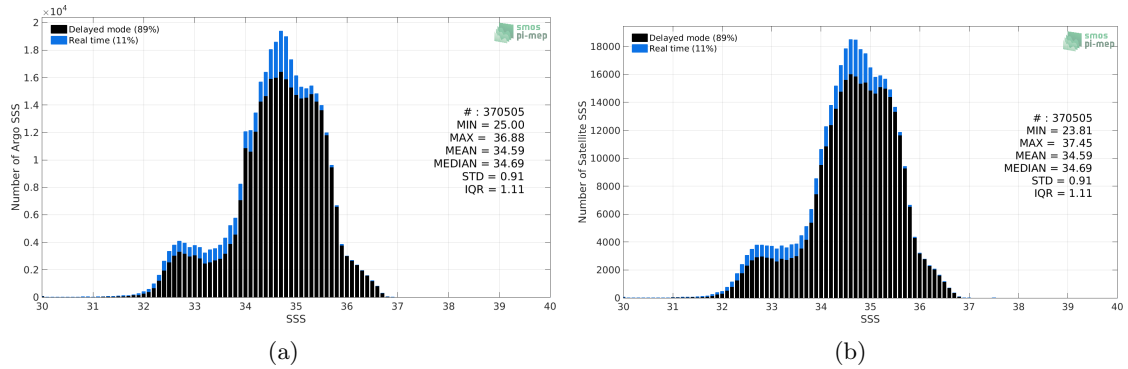 ×10⁴
2
1.8
1.6
1.4
1.2
1
0.8
0.6
0.4
0.2
0
Number of Argo SSS
Delayed mode (89%)
Real time (11%)
smos
pi-mep
# : 370505
MIN = 25.00
MAX = 36.88
MEAN = 34.59
MEDIAN = 34.69
STD = 0.91
IQR = 1.11
30 31 32 33 34 35 36 37 38 39 40
SSS
(a)
18000
16000
14000
12000
10000
8000
6000
4000
2000
0
Number of Satellite SSS
Delayed mode (89%)
Real time (11%)
smos
pi-mep
# : 370505
MIN = 23.81
MAX = 37.45
MEAN = 34.59
MEDIAN = 34.69
STD = 0.91
IQR = 1.11
30 31 32 33 34 35 36 37 38 39 40
SSS
(b)